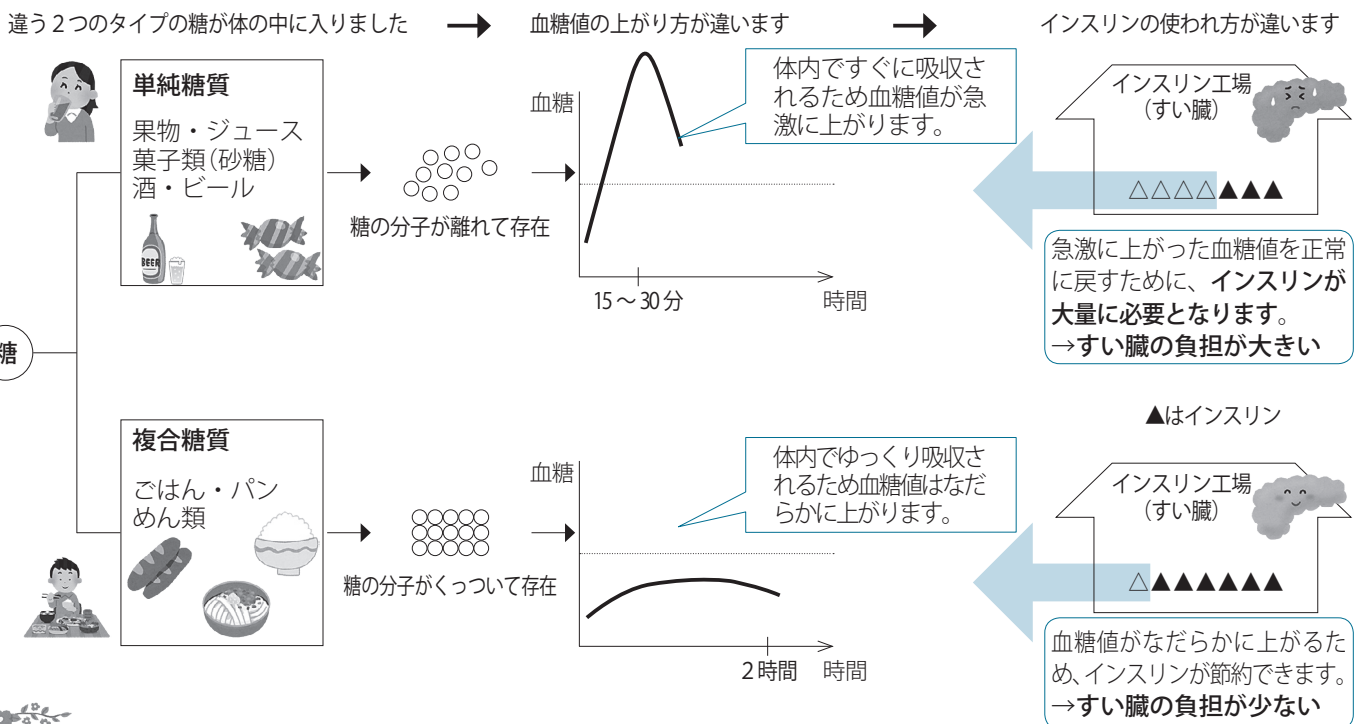 違う2つのタイプの糖が体の中に入りました → 血糖値の上がり方が違います → インスリンの使われ方が違います
単純糖質
果物・ジュース
菓子類(砂糖)
酒・ビール
BEER
糖の分子が離れて存在
血糖
15～30分
時間
体内ですぐに吸収さ
れるため血糖値が急
激に上がります。
インスリン工場
(すい臓)
△△△△▲▲▲
急激に上がった血糖値を正常
に戻すために、インスリンが
大量に必要となります。
→すい臓の負担が大きい
糖
▲はインスリン
複合糖質
ごはん・パン
めん類
糖の分子がくっついて存在
血糖
2時間
時間
体内でゆっくり吸収さ
れるため血糖値はなだ
らかに上がります。
インスリン工場
(すい臓)
△▲▲▲▲▲▲
血糖値がなだらかに上がるた
め、インスリンが節約できます。
→すい臓の負担が少ない